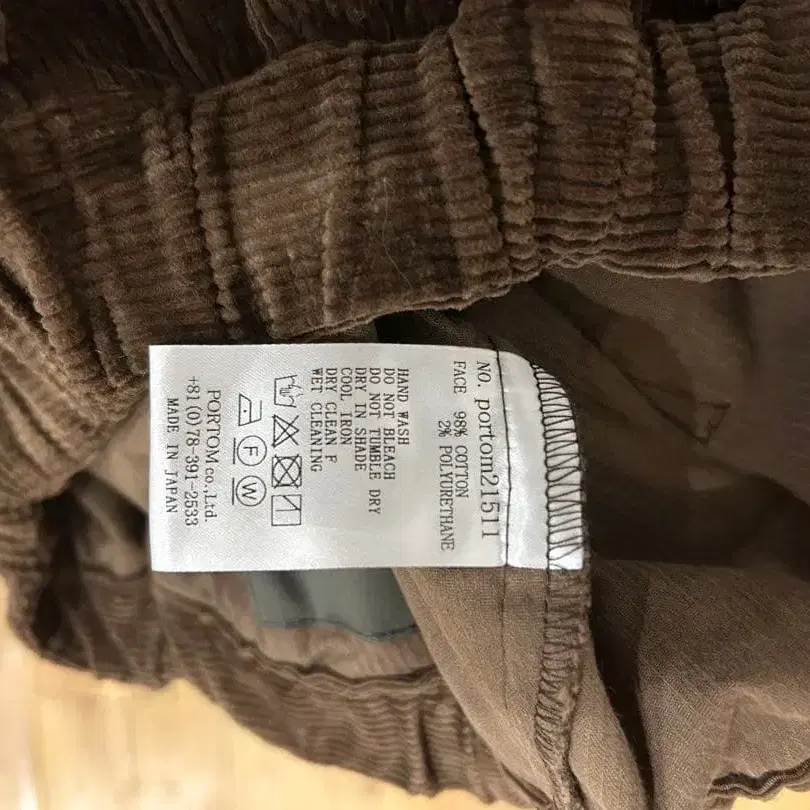 NO. portom21511
FACE 98% COTTON
2% POLYURETHANE
HAND WASH
DO NOT BLEACH
DO NOT TUMBLE DRY
DRY IN SHADE
COOL IRON
DRY CLEAN F
WET CLEANING
F W
PORTOM co.,Ltd.
+81(0)78-391-2533
MADE IN JAPAN